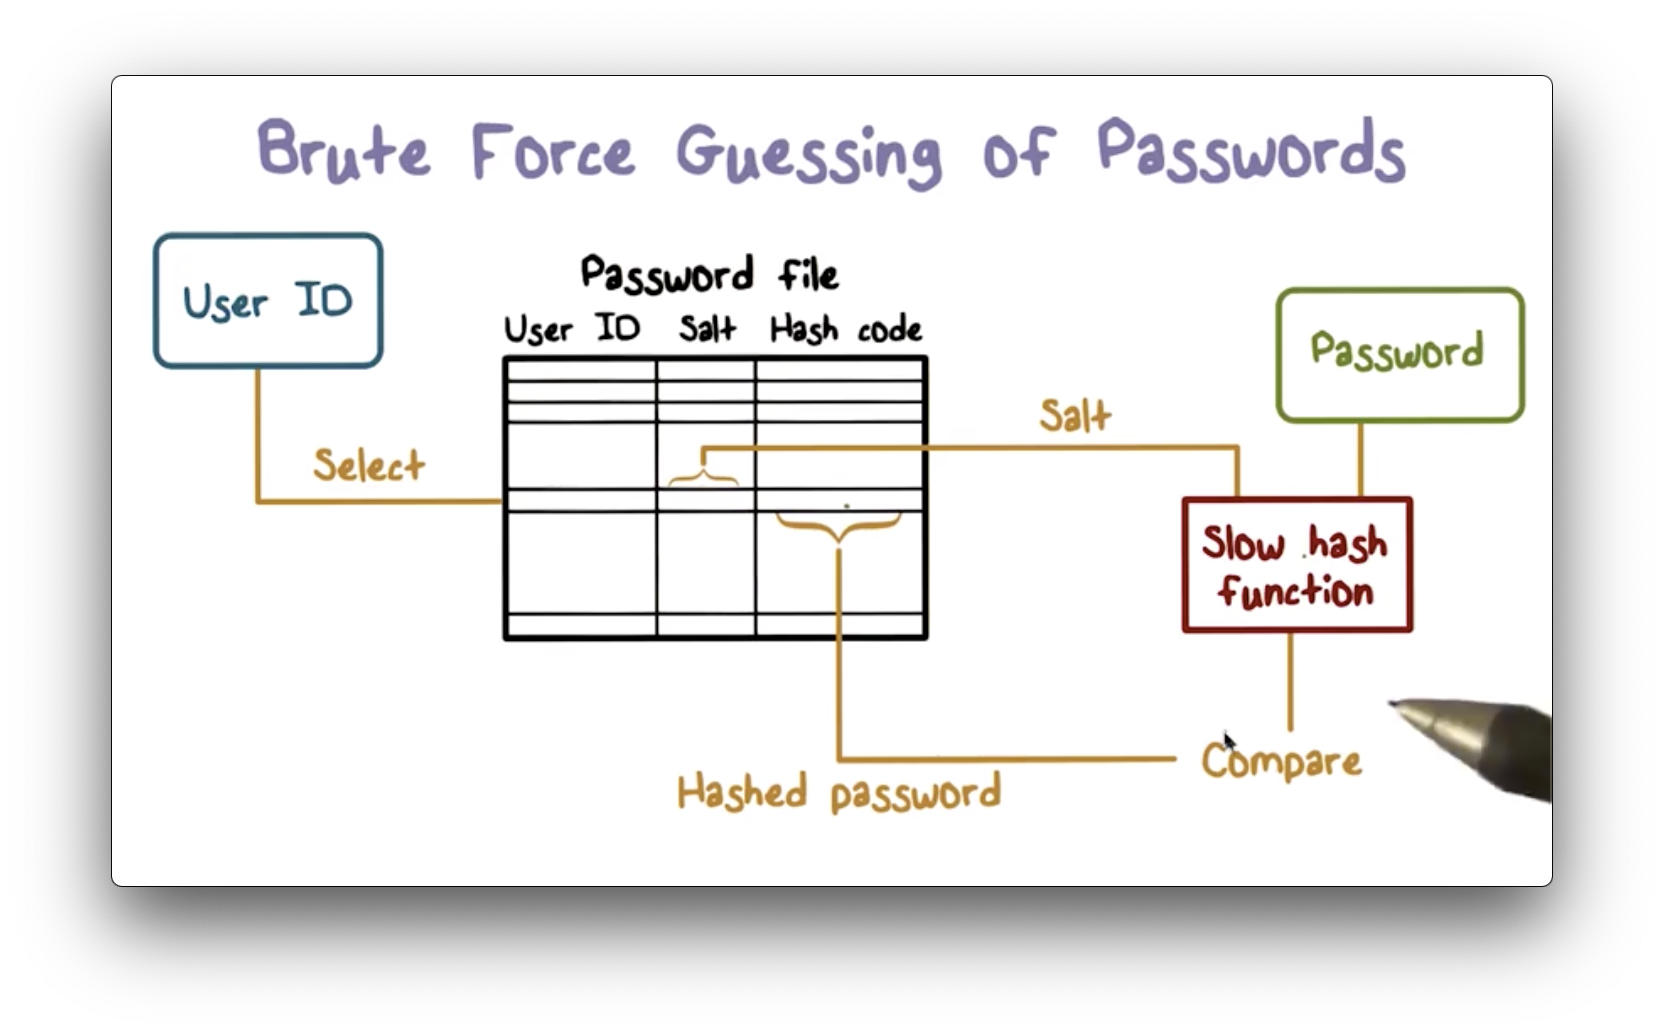 Brute Force Guessing of Passwords
User ID
Password file
User ID Salt Hash code
Password
Salt
Select
Slow hash
function
Compare
Hashed password